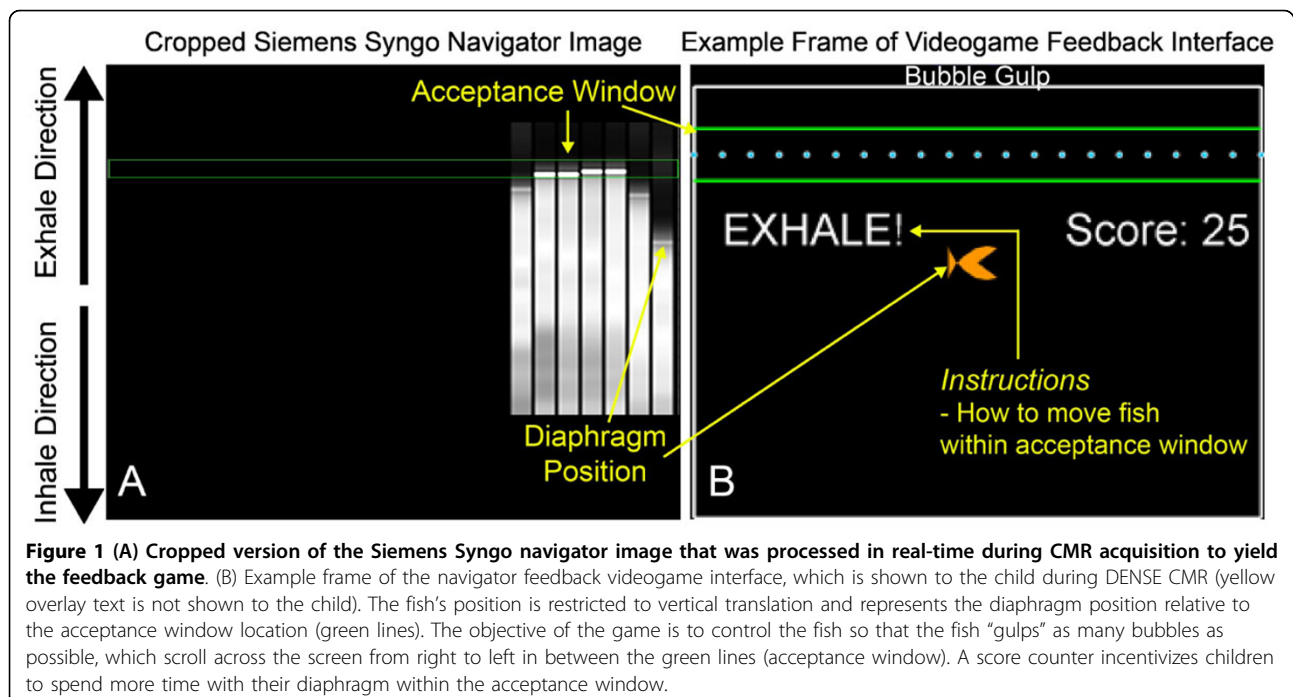 Cropped Siemens Syngo Navigator Image
Example Frame of Videogame Feedback Interface
Exhale Direction
Inhale Direction
Acceptance Window
Diaphragm
Position
A
Bubble Gulp
EXHALE!
Score: 25
Instructions
- How to move fish
within acceptance window
B
Figure 1 (A) Cropped version of the Siemens Syngo navigator image that was processed in real-time during CMR acquisition to yield
the feedback game. (B) Example frame of the navigator feedback videogame interface, which is shown to the child during DENSE CMR (yellow
overlay text is not shown to the child). The fish's position is restricted to vertical translation and represents the diaphragm position relative to
the acceptance window location (green lines). The objective of the game is to control the fish so that the fish “gulps” as many bubbles as
possible, which scroll across the screen from right to left in between the green lines (acceptance window). A score counter incentivizes children
to spend more time with their diaphragm within the acceptance window.